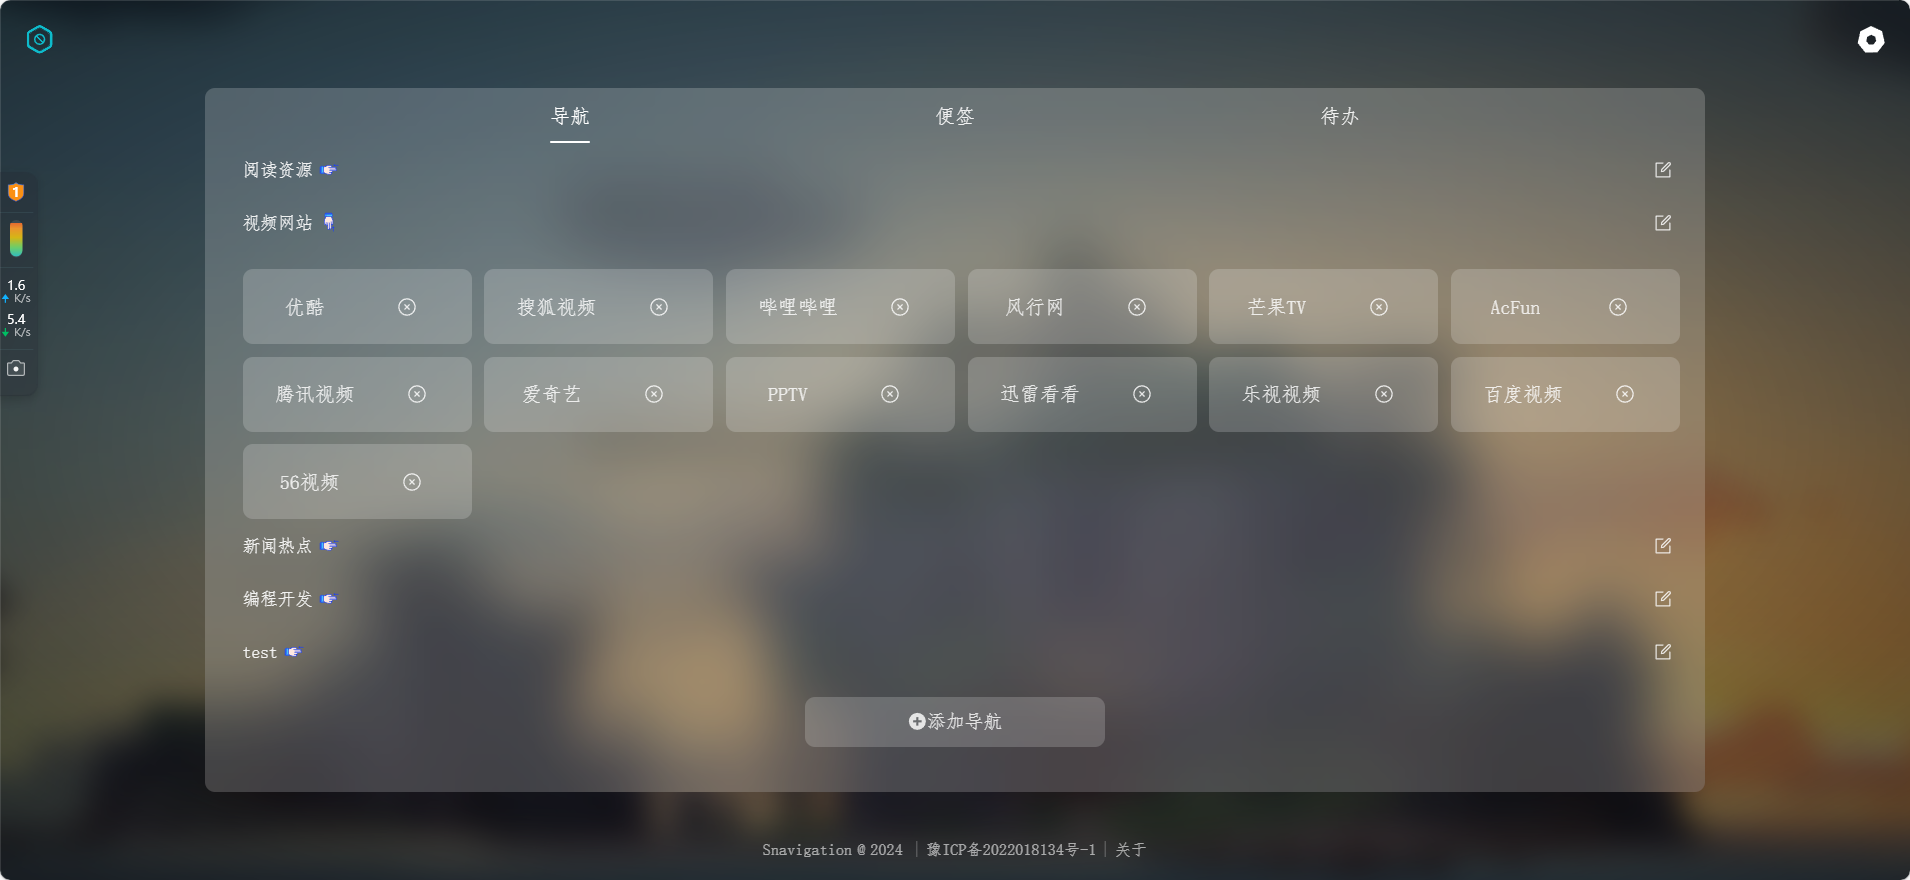 导航 便签 待办
阅读资源
视频网站
优酷 搜狐视频 哔哩哔哩 风行网 芒果TV AcFun
腾讯视频 爱奇艺 PPTV 迅雷看看 乐视视频 百度视频
56视频
新闻热点
编程开发
test
添加导航
Snavigation @ 2024 | 豫ICP备2022018134号-1 | 关于
1
1.6
K/s
5.4
K/s